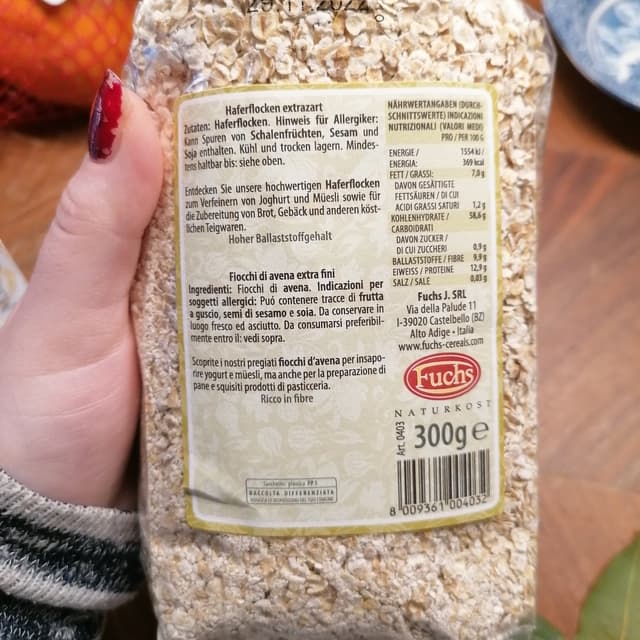 29.11.2022
Haferflocken extrazart
Zutaten: Haferflocken. Hinweis für Allergiker:
Kann Spuren von Schalenfrüchten, Sesam und
Soja enthalten. Kühl und trocken lagern. Mindes-
tens haltbar bis: siehe oben.
Entdecken Sie unsere hochwertigen Haferflocken
zum Verfeinern von Joghurt und Müesli sowie für
die Zubereitung von Brot, Gebäck und anderen köst-
lichen Teigwaren.
Hoher Ballaststoffgehalt
Fiocchi di avena extra fini
Ingredienti: Fiocchi di avena. Indicazioni per
soggetti allergici: Puó contenere tracce di frutta
a guscio, semi di sesamo e soia. Da conservare in
luogo fresco ed asciutto. Da consumarsi preferibil-
mente entro il: vedi sopra.
Scoprite i nostri pregiati fiocchi d'avena per insapo-
rire yogurt e müesli, ma anche per la preparazione di
pane e squisiti prodotti di pasticceria.
Ricco in fibre
Sacchetto: plastica PP 5
RACCOLTA DIFFERENZIATA
NÄHRWERTANGABEN (DURCH-
SCHNITTSWERTE) INDICAZIONI
NUTRIZIONALI (VALORI MEDI)
PRO / PER 100 G
ENERGIE / 1554 kJ /
ENERGIA: 369 kcal
FETT / GRASSI: 7,0 g
DAVON GESÄTTIGTE
FETTSÄUREN / DI CUI
ACIDI GRASSI SATURI 1,2 g
KOHLENHYDRATE / 58,6 g
CARBOIDRATI
DAVON ZUCKER /
DI CUI ZUCCHERI 0,9 g
BALLASTSTOFFE / FIBRE 9,9 g
EIWEISS / PROTEINE 12,9 g
SALZ / SALE 0,03 g
Fuchs J. SRL
Via della Palude 11
I-39020 Castelbello (BZ)
Alto Adige • Italia
www.fuchs-cereals.com
Fuchs
NATURKOST
Art. 0403
300g e
8 009361 004032